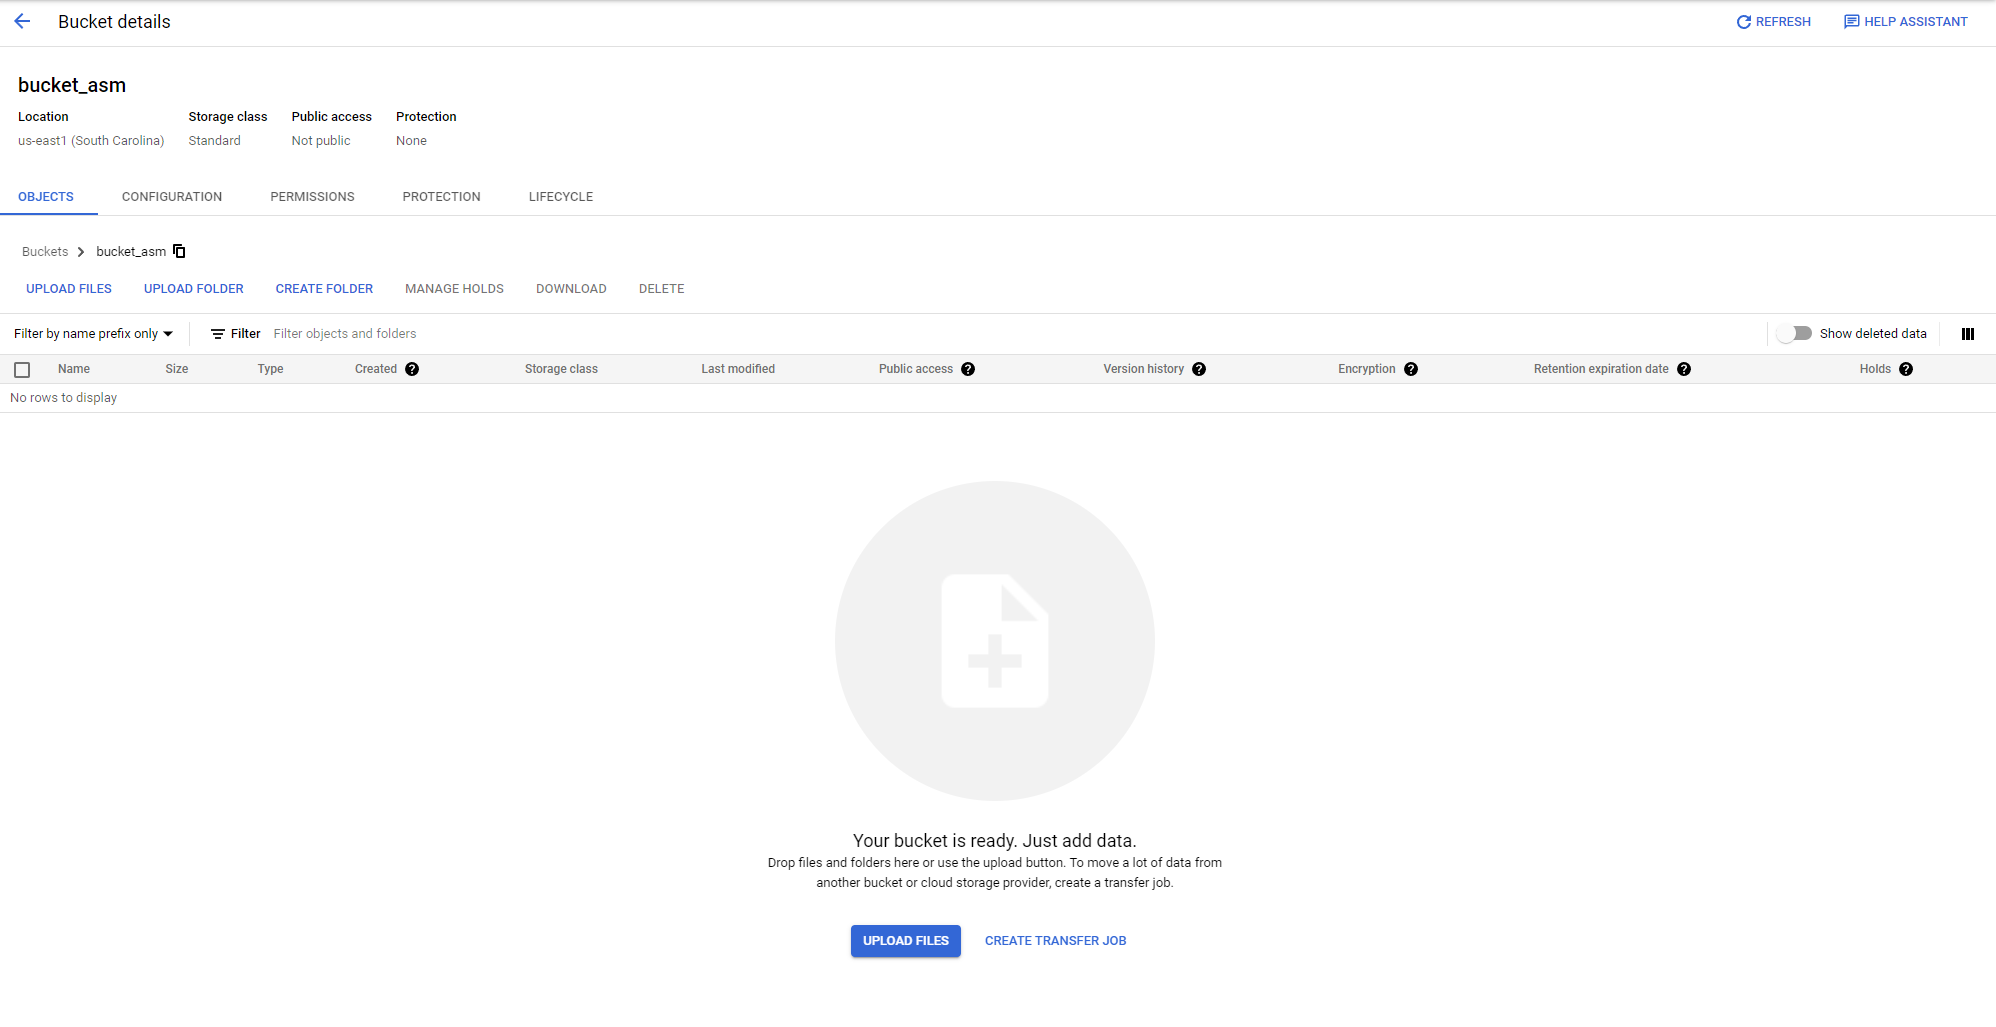 Bucket details
REFRESH
HELP ASSISTANT
bucket_asm
Location Storage class Public access Protection
us-east1 (South Carolina) Standard Not public None
OBJECTS CONFIGURATION PERMISSIONS PROTECTION LIFECYCLE
Buckets bucket_asm
UPLOAD FILES UPLOAD FOLDER CREATE FOLDER MANAGE HOLDS DOWNLOAD DELETE
Filter by name prefix only Filter Filter objects and folders Show deleted data
Name Size Type Created Storage class Last modified Public access Version history Encryption Retention expiration date Holds
No rows to display
Your bucket is ready. Just add data.
Drop files and folders here or use the upload button. To move a lot of data from
another bucket or cloud storage provider, create a transfer job.
UPLOAD FILES CREATE TRANSFER JOB